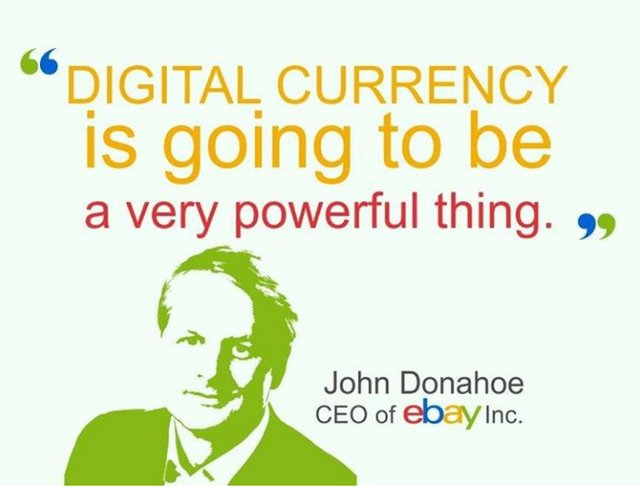 “DIGITAL CURRENCY
is going to be
a very powerful thing.”
John Donahoe
CEO of ebay Inc.